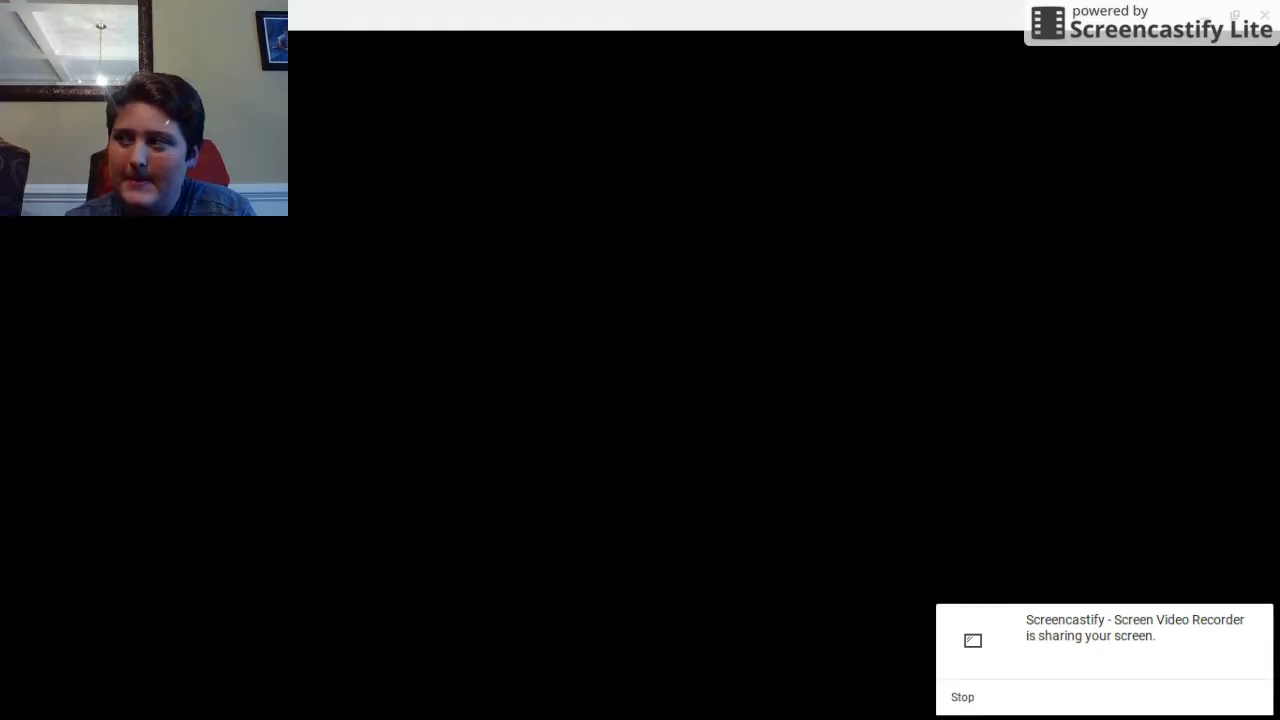 powered by
Screencastify Lite
Screencastify - Screen Video Recorder
is sharing your screen.
Stop